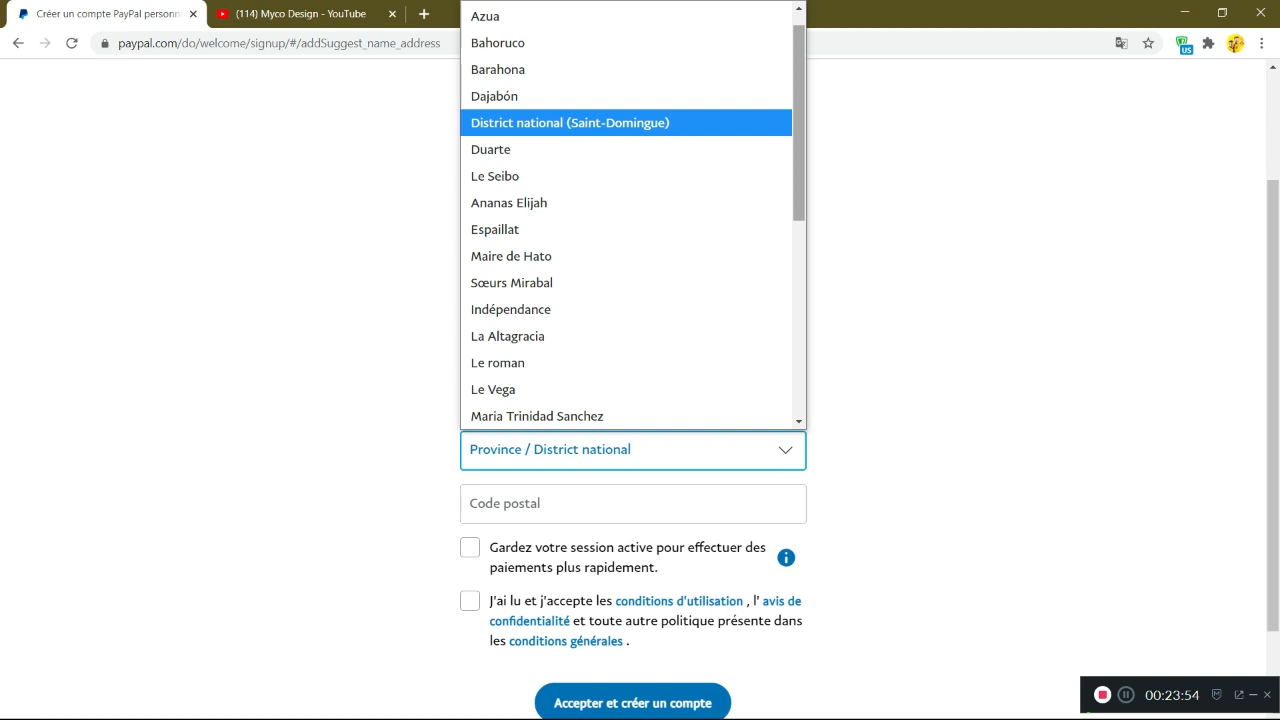 Créer un compte PayPal personn
(114) Myco Design - YouTube
paypal.com/do/welcome/signup/#/addSuggest_name_address
US
Azua
Bahoruco
Barahona
Dajabón
District national (Saint-Domingue)
Duarte
Le Seibo
Ananas Elijah
Espaillat
Maire de Hato
Sœurs Mirabal
Indépendance
La Altagracia
Le roman
Le Vega
Maria Trinidad Sanchez
Province / District national
Code postal
Gardez votre session active pour effectuer des
paiements plus rapidement.
J'ai lu et j'accepte les conditions d'utilisation , l' avis de
confidentialité et toute autre politique présente dans
les conditions générales .
Accepter et créer un compte
00:23:54